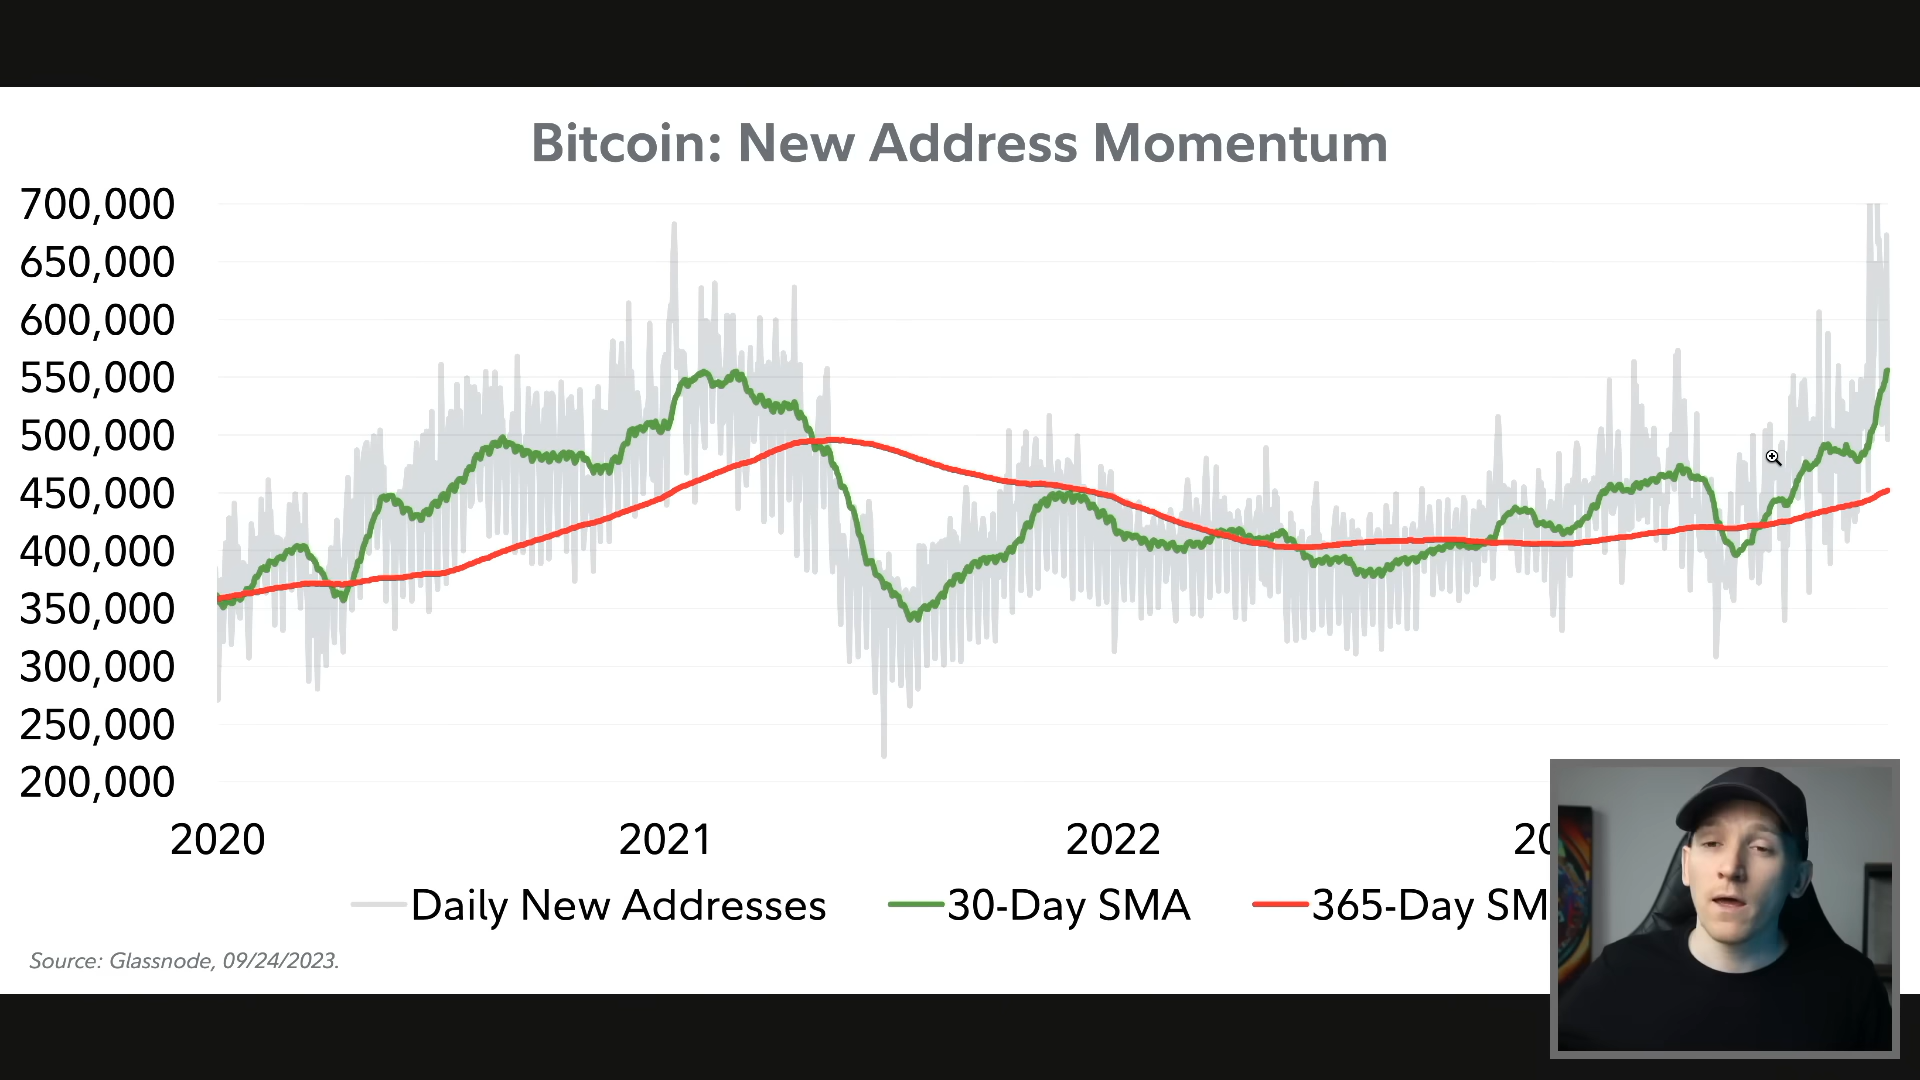 Bitcoin: New Address Momentum
700,000
650,000
600,000
550,000
500,000
450,000
400,000
350,000
300,000
250,000
200,000
2020 2021 2022 20
Daily New Addresses 30-Day SMA 365-Day SM
Source: Glassnode, 09/24/2023.